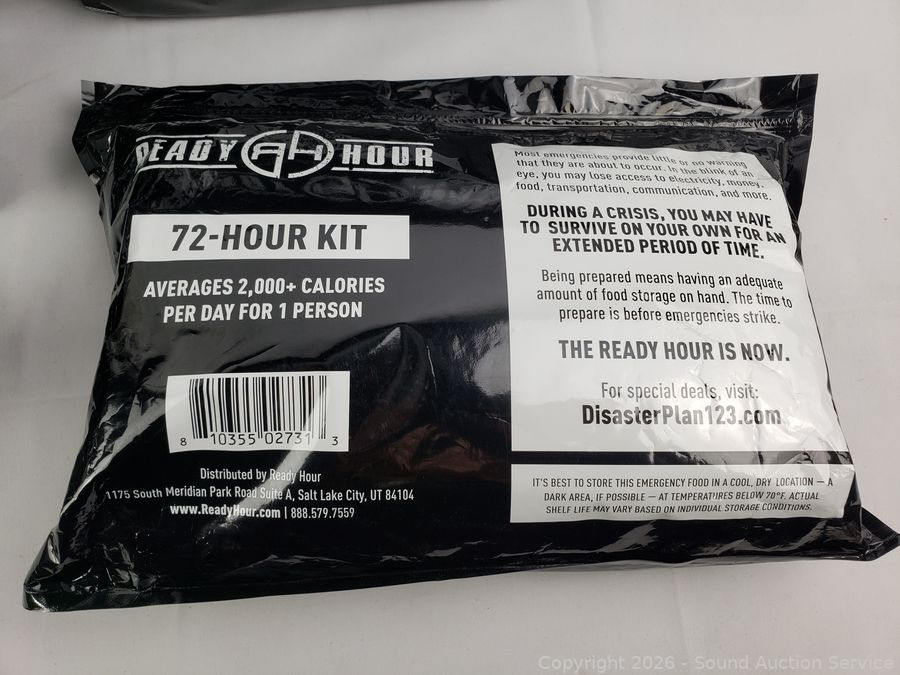 READY RH HOUR
72-HOUR KIT
AVERAGES 2,000+ CALORIES
PER DAY FOR 1 PERSON
8 10355 02731 3
Distributed by Ready Hour
1175 South Meridian Park Road Suite A, Salt Lake City, UT 84104
www.ReadyHour.com | 888.579.7559
Most emergencies provide little or no warning
that they are about to occur. In the blink of an
eye, you may lose access to electricity, money,
food, transportation, communication, and more.
DURING A CRISIS, YOU MAY HAVE
TO SURVIVE ON YOUR OWN FOR AN
EXTENDED PERIOD OF TIME.
Being prepared means having an adequate
amount of food storage on hand. The time to
prepare is before emergencies strike.
THE READY HOUR IS NOW.
For special deals, visit:
DisasterPlan123.com
IT'S BEST TO STORE THIS EMERGENCY FOOD IN A COOL, DRY LOCATION — A
DARK AREA, IF POSSIBLE — AT TEMPERATURES BELOW 70°F. ACTUAL
SHELF LIFE MAY VARY BASED ON INDIVIDUAL STORAGE CONDITIONS.
Copyright 2026 - Sound Auction Service